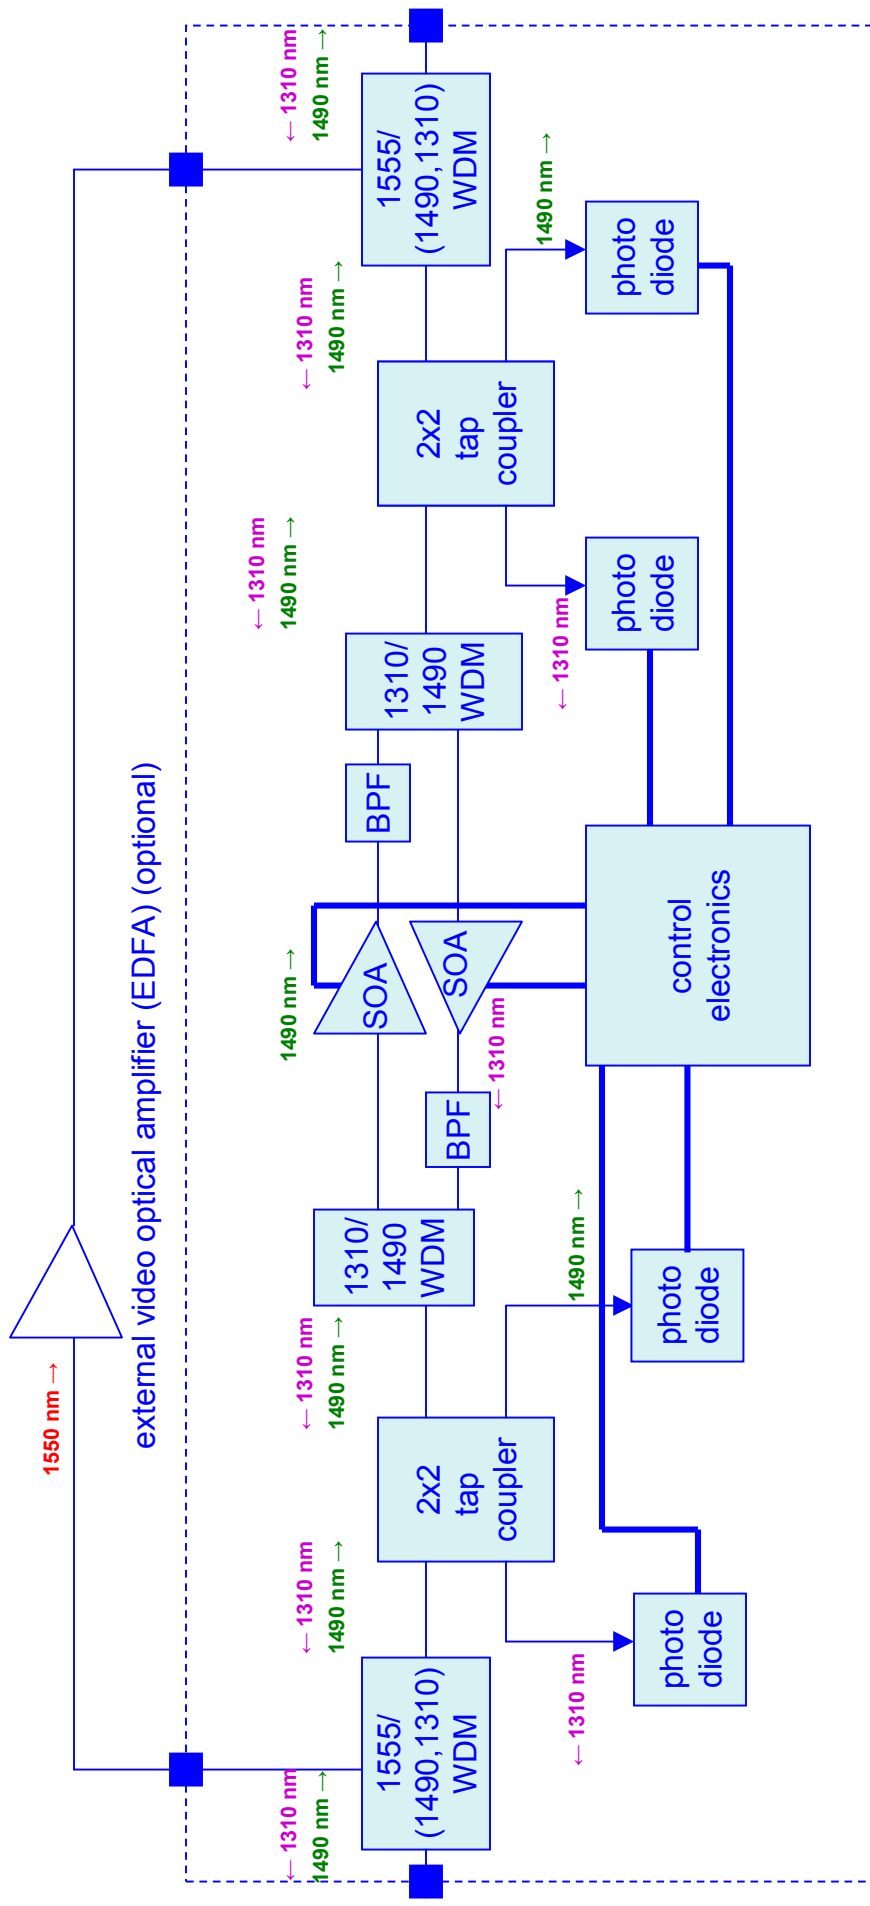 1550 nm →
external video optical amplifier (EDFA) (optional)
← 1310 nm
1490 nm →
← 1310 nm
1490 nm →
← 1310 nm
1490 nm →
1490 nm →
← 1310 nm
1490 nm →
← 1310 nm
1490 nm →
← 1310 nm
1490 nm →
1555/
(1490,1310)
WDM
2x2
tap
coupler
1310/
1490
WDM
SOA
BPF
BPF
SOA
← 1310 nm
1310/
1490
WDM
2x2
tap
coupler
1555/
(1490,1310)
WDM
← 1310 nm
1490 nm →
← 1310 nm
1490 nm →
photo
diode
photo
diode
control
electronics
photo
diode
photo
diode